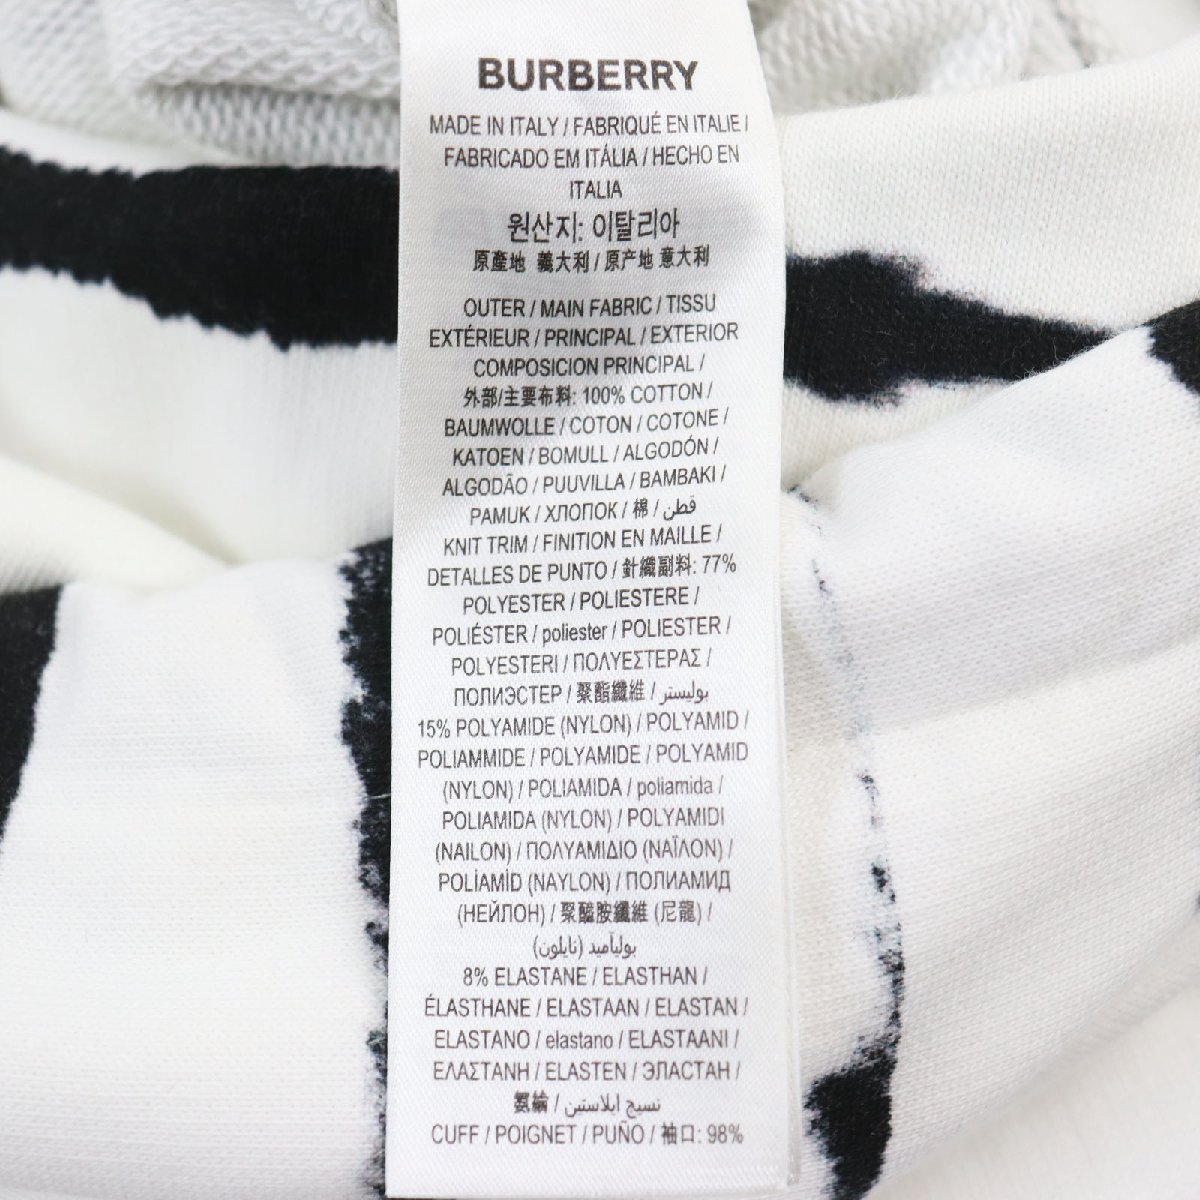 BURBERRY
MADE IN ITALY / FABRIQUÉ EN ITALIE /
FABRICADO EM ITÁLIA / HECHO EN
ITALIA
원산지: 이탈리아
原產地 義大利 / 原产地 意大利
OUTER / MAIN FABRIC / TISSU
EXTÉRIEUR / PRINCIPAL / EXTERIOR
COMPOSICION PRINCIPAL /
外部/主要布料: 100% COTTON /
BAUMWOLLE / COTON / COTONE /
KATOEN / BOMULL / ALGODÓN /
ALGODÃO / PUUVILLA / BAMBAKI /
PAMUK / ХЛОПОК / 棉 / قطن /
KNIT TRIM / FINITION EN MAILLE /
DETALLES DE PUNTO / 針織副料: 77%
POLYESTER / POLIESTERE /
POLIÉSTER / poliester / POLIESTER /
POLYESTERI / ΠΟΛΥΕΣΤΕΡΑΣ /
ПОЛИЭСТЕР / 聚酯纖維 / بوليستر /
15% POLYAMIDE (NYLON) / POLYAMID /
POLIAMMIDE / POLYAMIDE / POLYAMID
(NYLON) / POLIAMIDA / poliamida /
POLIAMIDA (NYLON) / POLYAMIDI
(NAILON) / ΠΟΛΥΑΜΙΔΙΟ (ΝΑΪΛΟΝ) /
POLİAMİD (NAYLON) / ПОЛИАМИД
(НЕЙЛОН) / 聚醯胺纖維 (尼龍) /
بولیآمید (نایلون)
8% ELASTANE / ELASTHAN /
ÉLASTHANE / ELASTAAN / ELASTAN /
ELASTANO / elastano / ELASTAANI /
ΕΛΑΣΤΑΝΗ / ELASTEN / ЭЛАСТАН /
氨綸 / نسيج ايلاستين
CUFF / POIGNET / PUÑO / 袖口: 98%